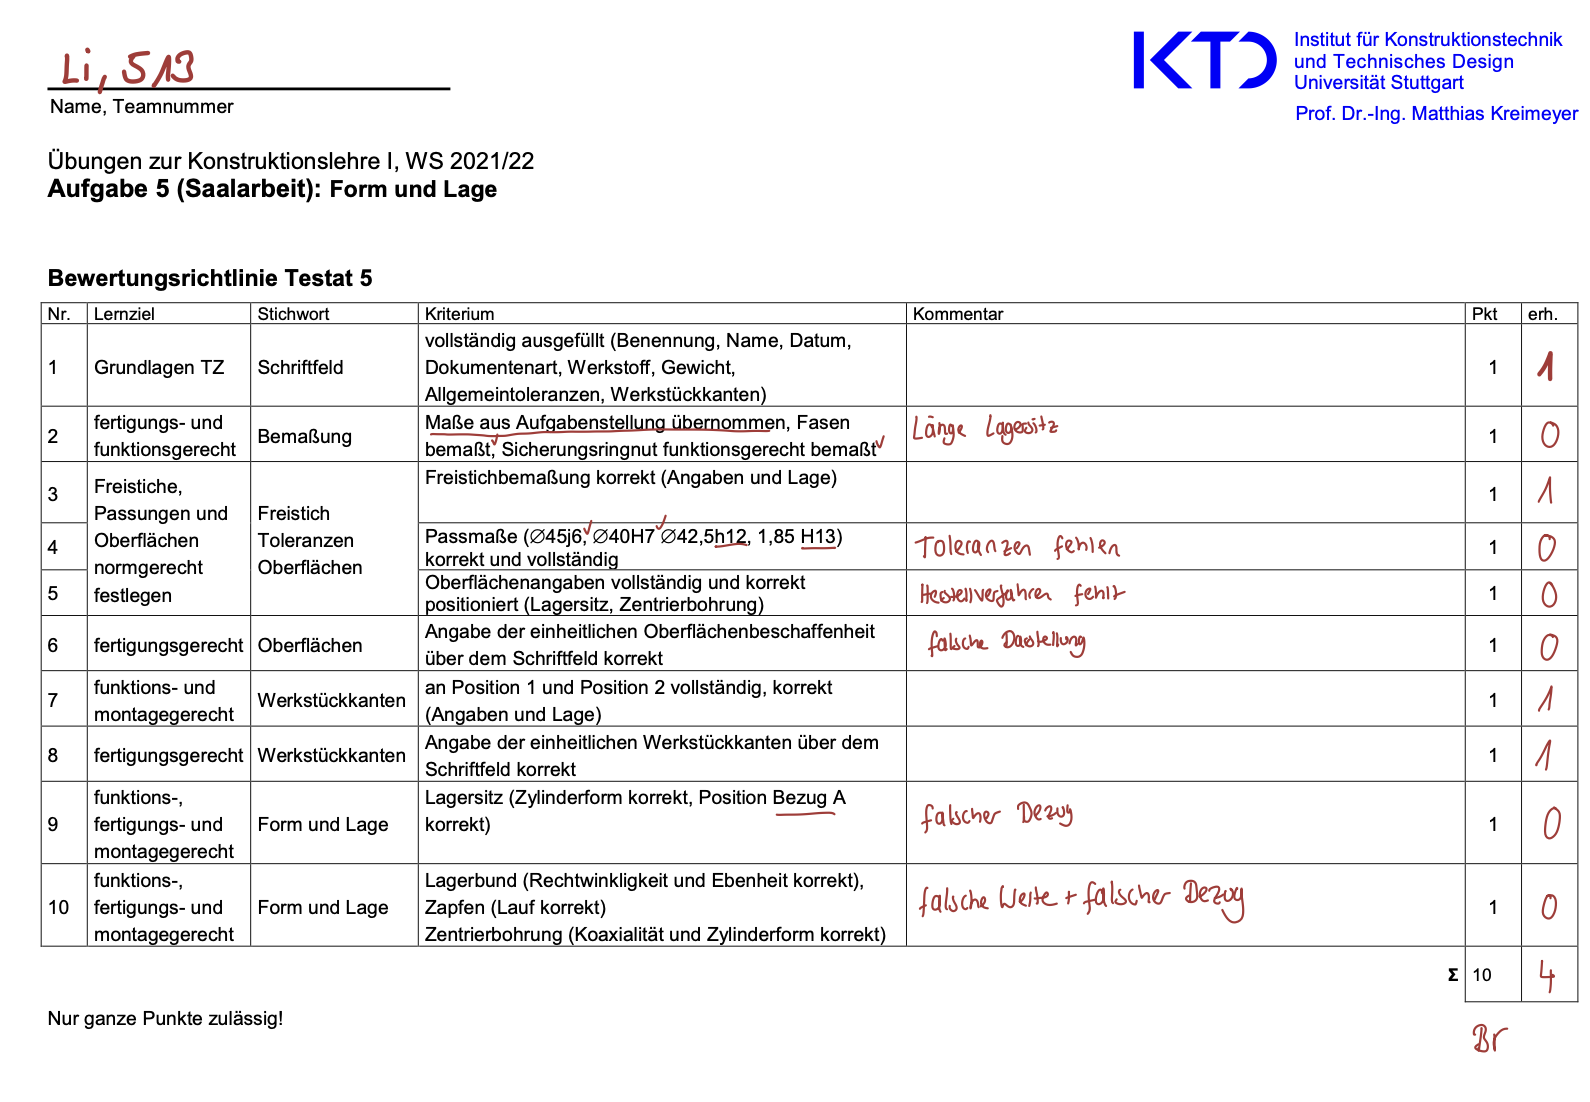 Li, 513
Name, Teamnummer
KTD
Institut für Konstruktionstechnik
und Technisches Design
Universität Stuttgart
Prof. Dr.-Ing. Matthias Kreimeyer
Übungen zur Konstruktionslehre I, WS 2021/22
Aufgabe 5 (Saalarbeit): Form und Lage
Bewertungsrichtlinie Testat 5
Nr. Lernziel Stichwort Kriterium Kommentar Pkt erh.
1 Grundlagen TZ Schriftfeld vollständig ausgefüllt (Benennung, Name, Datum,
Dokumentenart, Werkstoff, Gewicht,
Allgemeintoleranzen, Werkstückkanten) 1 1
2 fertigungs- und
funktionsgerecht Bemaßung Maße aus Aufgabenstellung übernommen, Fasen
bemaßt,✓ Sicherungsringnut funktionsgerecht bemaßt✓ Länge Lagersitz 1 0
3 Freistiche,
Passungen und
Oberflächen
normgerecht
festlegen
Freistich
Toleranzen
Oberflächen
Freistichbemaßung korrekt (Angaben und Lage) 1 1
4 Passmaße (∅45j6,✓ ∅40H7✓ ∅42,5h12, 1,85 H13)
korrekt und vollständig Toleranzen fehlen 1 0
5 Oberflächenangaben vollständig und korrekt
positioniert (Lagersitz, Zentrierbohrung) Herstellverfahren fehlt 1 0
6 fertigungsgerecht Oberflächen Angabe der einheitlichen Oberflächenbeschaffenheit
über dem Schriftfeld korrekt falsche Darstellung 1 0
7 funktions- und
montagegerecht Werkstückkanten an Position 1 und Position 2 vollständig, korrekt
(Angaben und Lage) 1 1
8 fertigungsgerecht Werkstückkanten Angabe der einheitlichen Werkstückkanten über dem
Schriftfeld korrekt 1 1
9 funktions-,
fertigungs- und
montagegerecht Form und Lage Lagersitz (Zylinderform korrekt, Position Bezug A
korrekt) falscher Bezug 1 0
10 funktions-,
fertigungs- und
montagegerecht Form und Lage Lagerbund (Rechtwinkligkeit und Ebenheit korrekt),
Zapfen (Lauf korrekt)
Zentrierbohrung (Koaxialität und Zylinderform korrekt) falsche Werte + falscher Bezug 1 0
Σ 10 4
Nur ganze Punkte zulässig!
Br